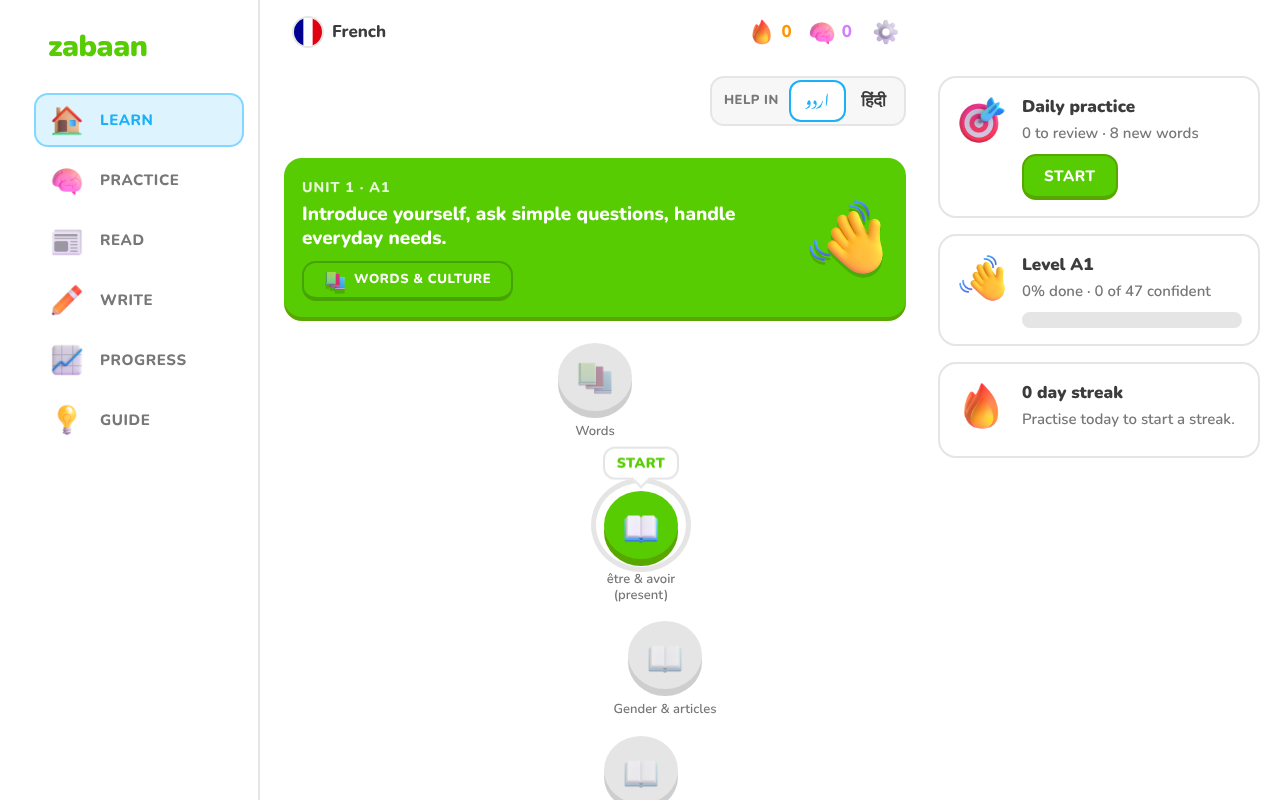 zabaan
LEARN
PRACTICE
READ
WRITE
PROGRESS
GUIDE
French
0
0
HELP IN
اردو
हिंदी
UNIT 1 · A1
Introduce yourself, ask simple questions, handle
everyday needs.
WORDS & CULTURE
Words
START
être & avoir
(present)
Gender & articles
Daily practice
0 to review · 8 new words
START
Level A1
0% done · 0 of 47 confident
0 day streak
Practise today to start a streak.